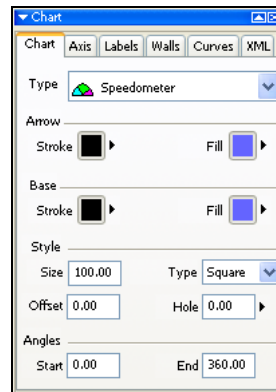 Chart
Chart Axis Labels Walls Curves XML
Type Speedometer
Arrow
Stroke Fill
Base
Stroke Fill
Style
Size 100.00 Type Square
Offset 0.00 Hole 0.00
Angles
Start 0.00 End 360.00